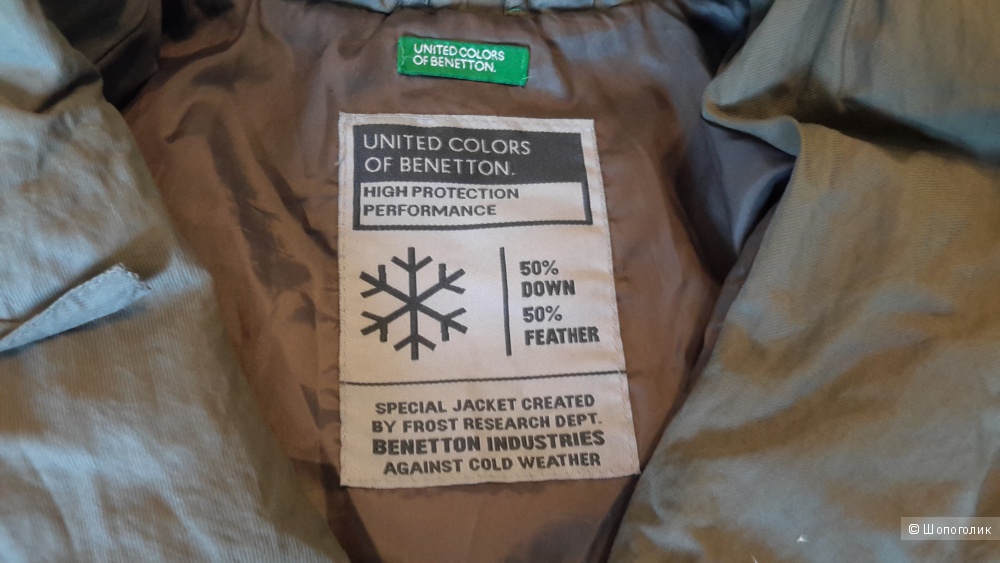 UNITED COLORS
OF BENETTON.
UNITED COLORS
OF BENETTON.
HIGH PROTECTION
PERFORMANCE
50%
DOWN
50%
FEATHER
SPECIAL JACKET CREATED
BY FROST RESEARCH DEPT.
BENETTON INDUSTRIES
AGAINST COLD WEATHER
© Шопоголик